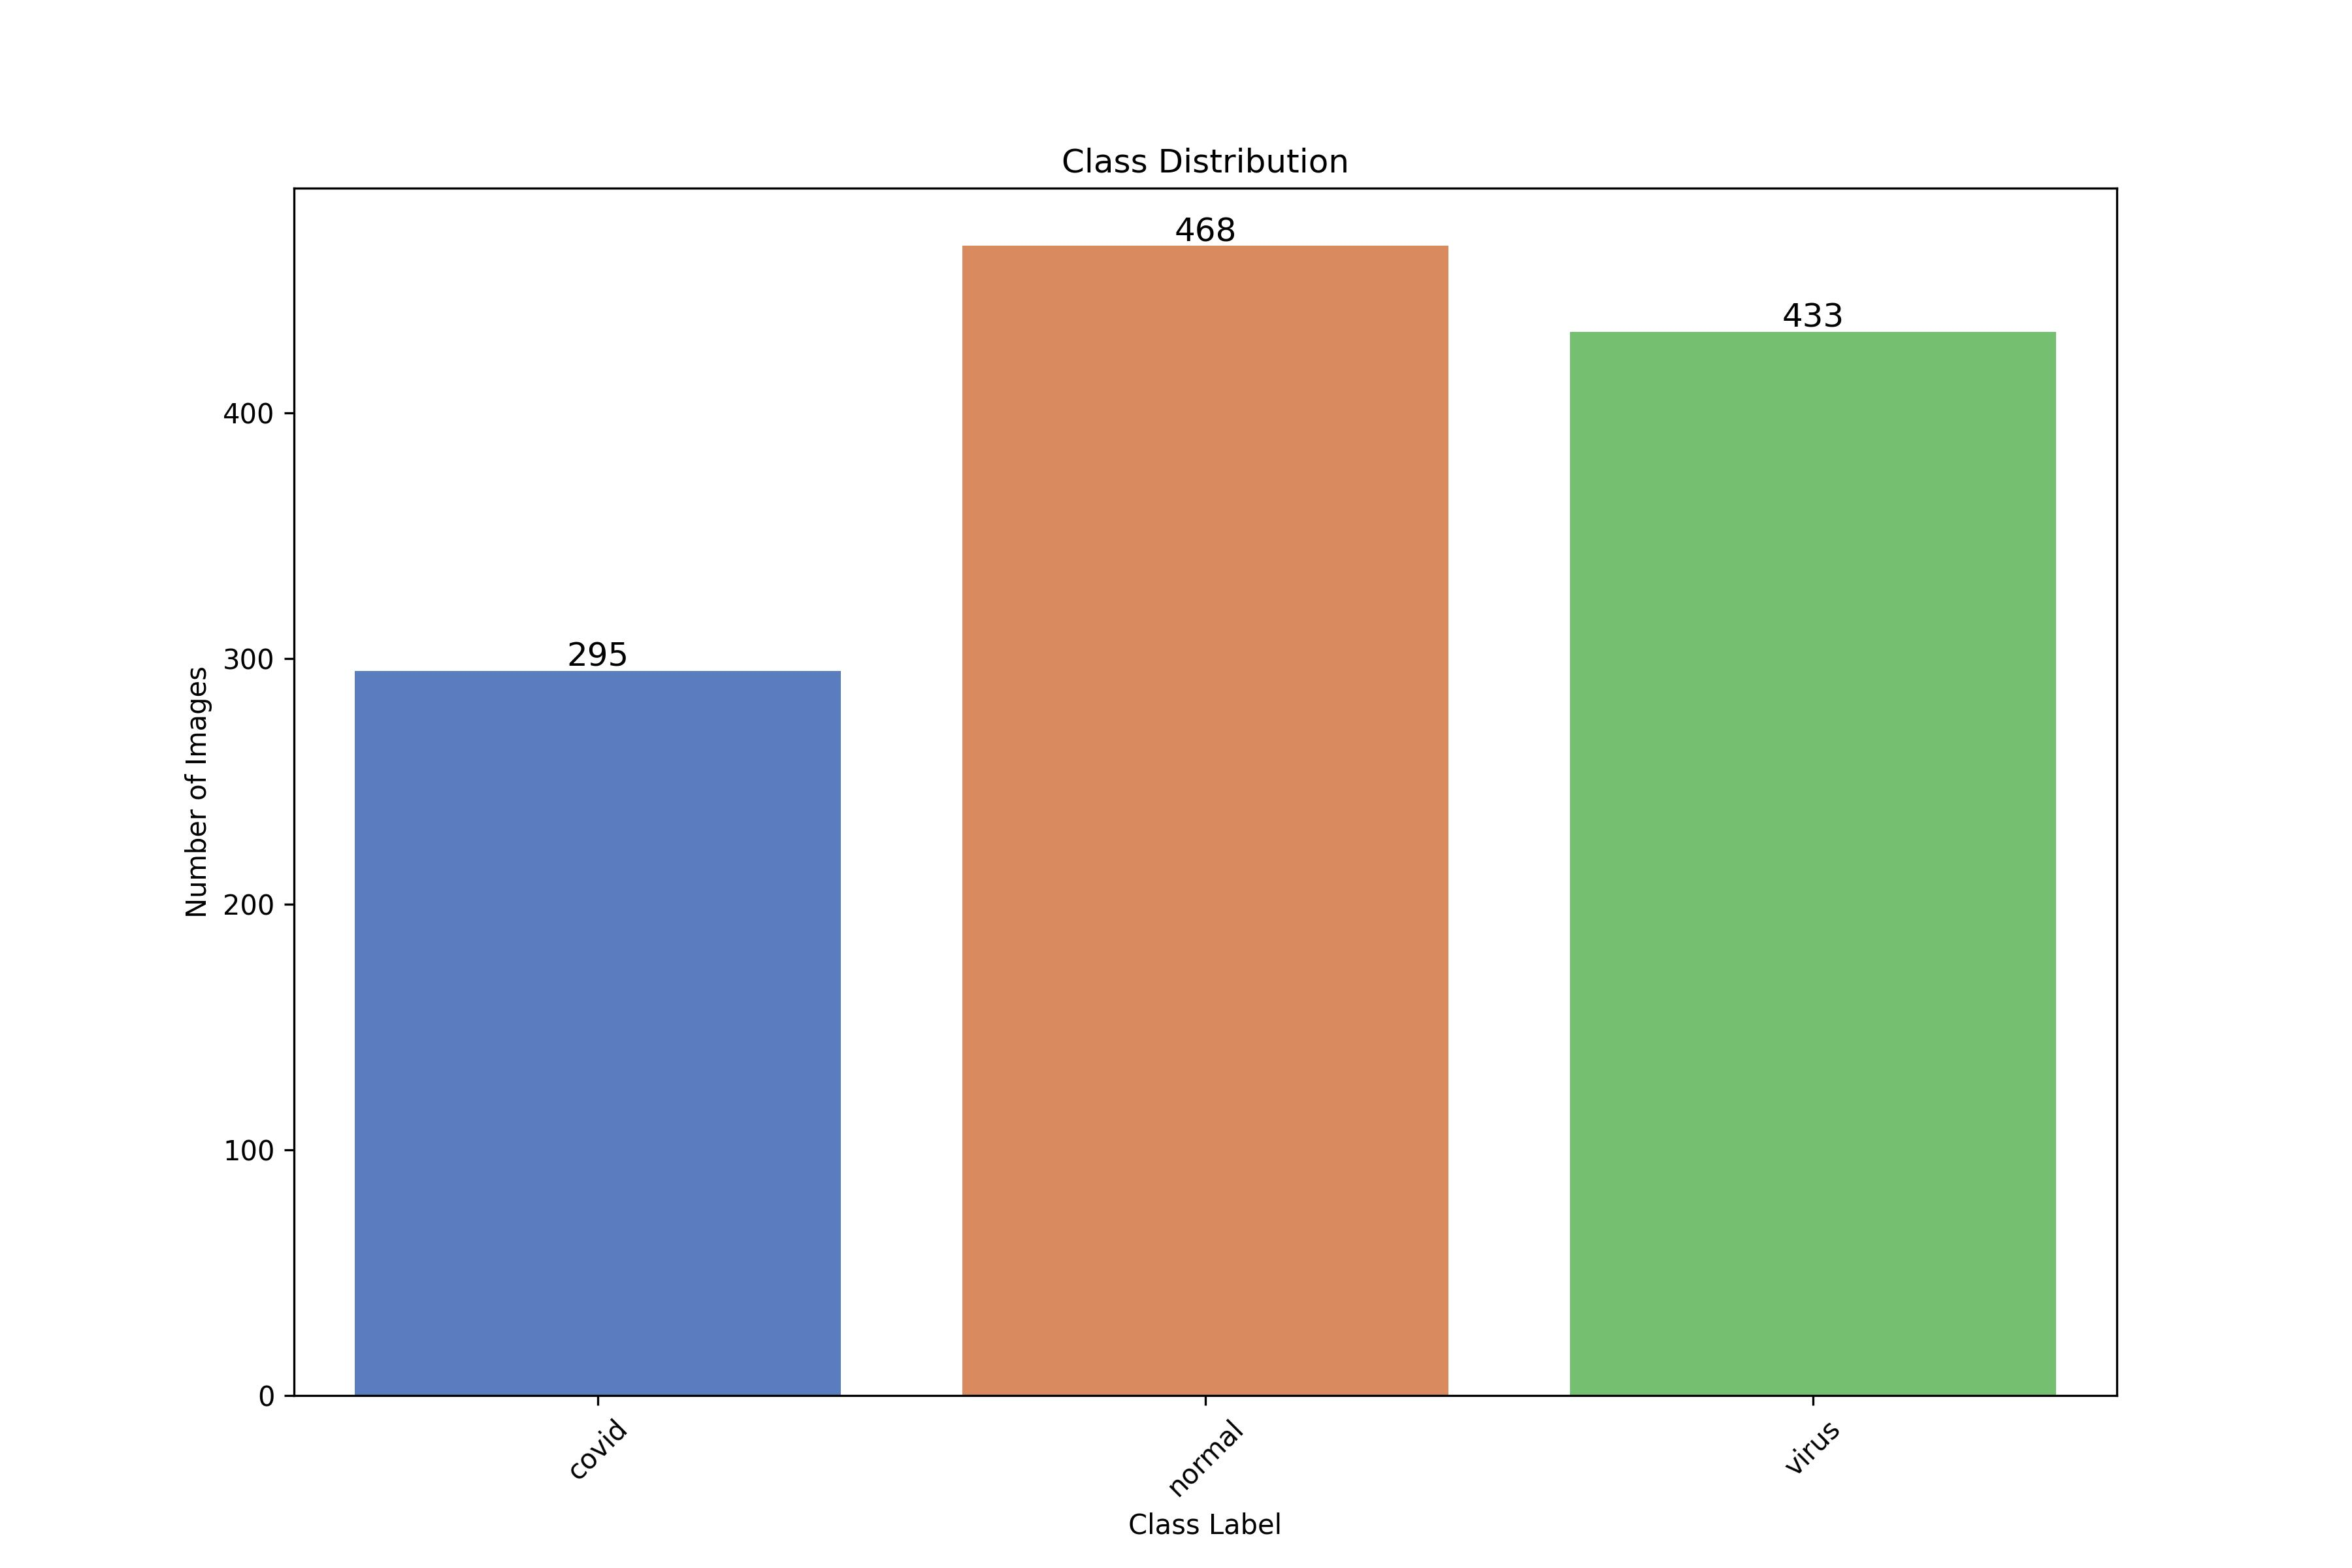 Class Distribution
468
433
295
400
300
200
100
0
Number of Images
covid
normal
virus
Class Label